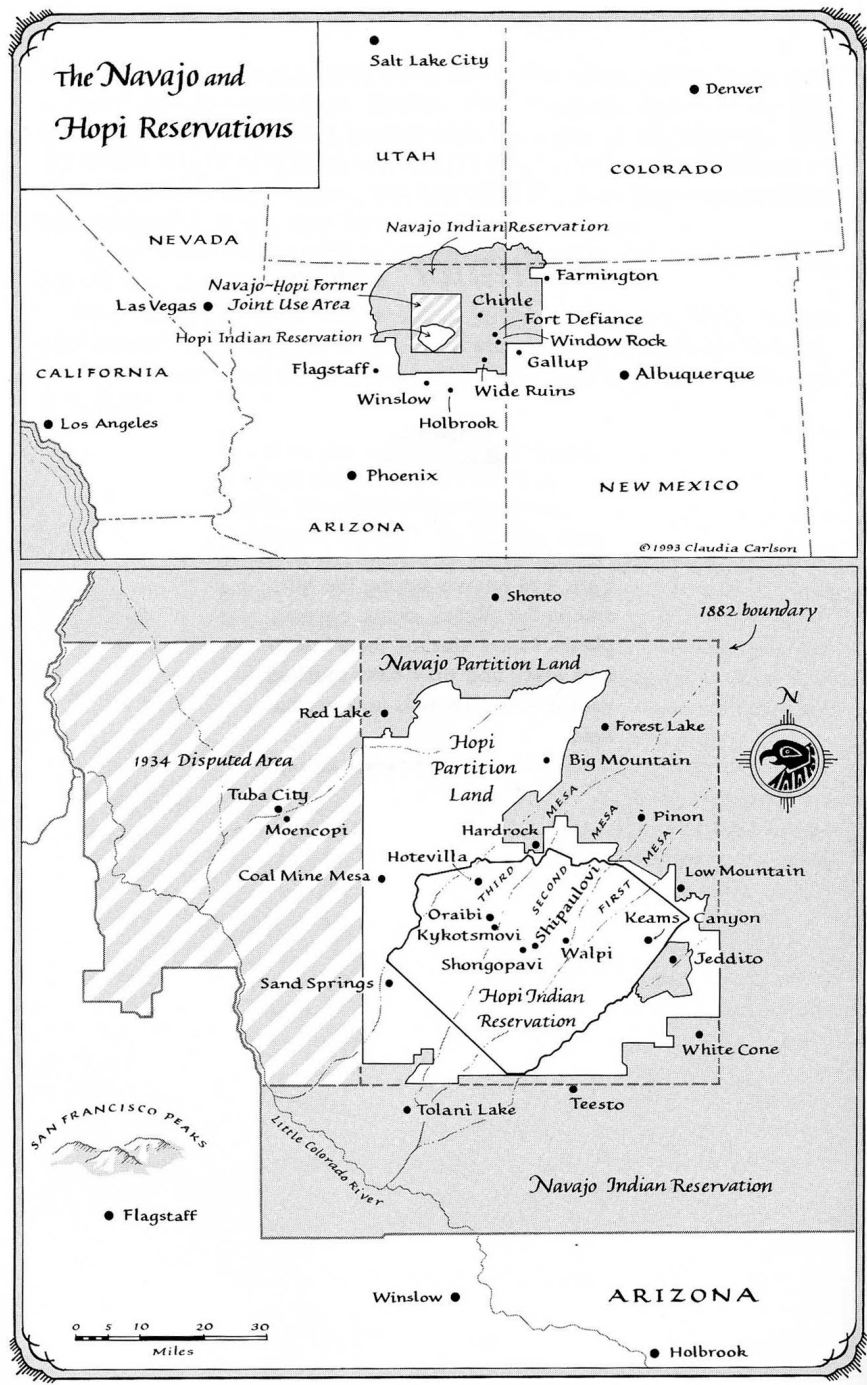 The Navajo and
Hopi Reservations
Salt Lake City
Denver
UTAH
COLORADO
Navajo Indian Reservation
NEVADA
Navajo-Hopi Former
Joint Use Area
Farmington
Las Vegas
Chinle
Hopi Indian Reservation
Fort Defiance
Window Rock
Gallup
CALIFORNIA
Flagstaff
Albuquerque
Winslow
Wide Ruins
Holbrook
Los Angeles
Phoenix
NEW MEXICO
ARIZONA
©1993 Claudia Carlson
Shonto
1882 boundary
Navajo Partition Land
N
Red Lake
Forest Lake
Hopi
Partition
Land
1934 Disputed Area
Big Mountain
Tuba City
Moencopi
MESA
MESA
MESA
Pinon
Hardrock
Hotevilla
Coal Mine Mesa
THIRD
SECOND
FIRST
Low Mountain
Oraibi
Kykotsmovi
Shipaulovi
Keams Canyon
Shongopavi
Walpi
Jeddito
Sand Springs
Hopi Indian
Reservation
White Cone
Teesto
Tolani Lake
SAN FRANCISCO PEAKS
Little Colorado River
Navajo Indian Reservation
Flagstaff
Winslow
ARIZONA
0 5 10 20 30
Miles
Holbrook